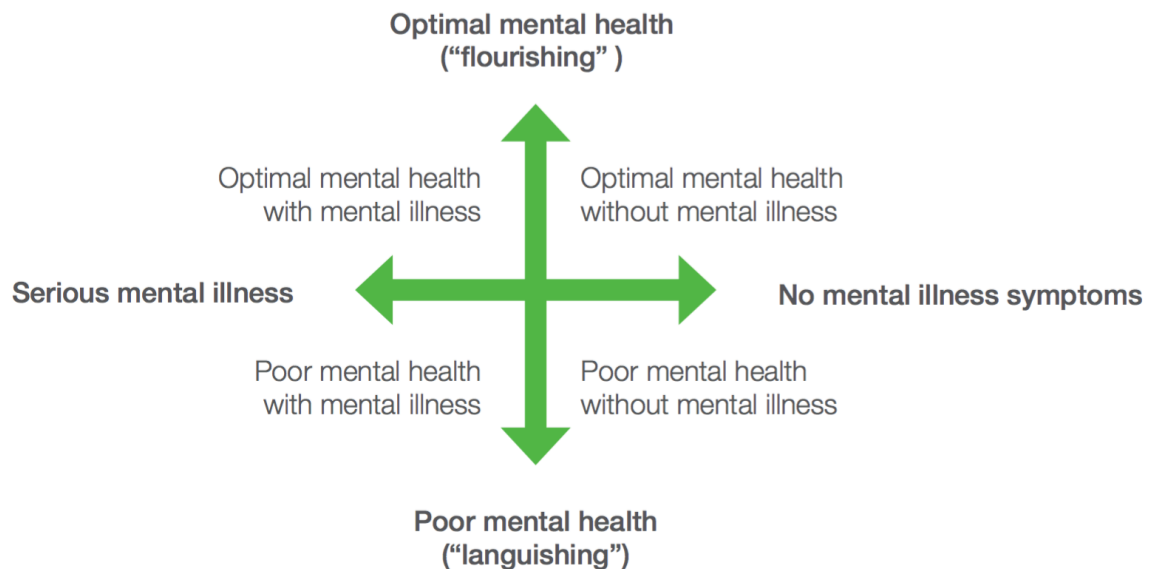 Optimal mental health
(“flourishing” )
Optimal mental health
with mental illness
Optimal mental health
without mental illness
Serious mental illness
No mental illness symptoms
Poor mental health
with mental illness
Poor mental health
without mental illness
Poor mental health
(“languishing”)